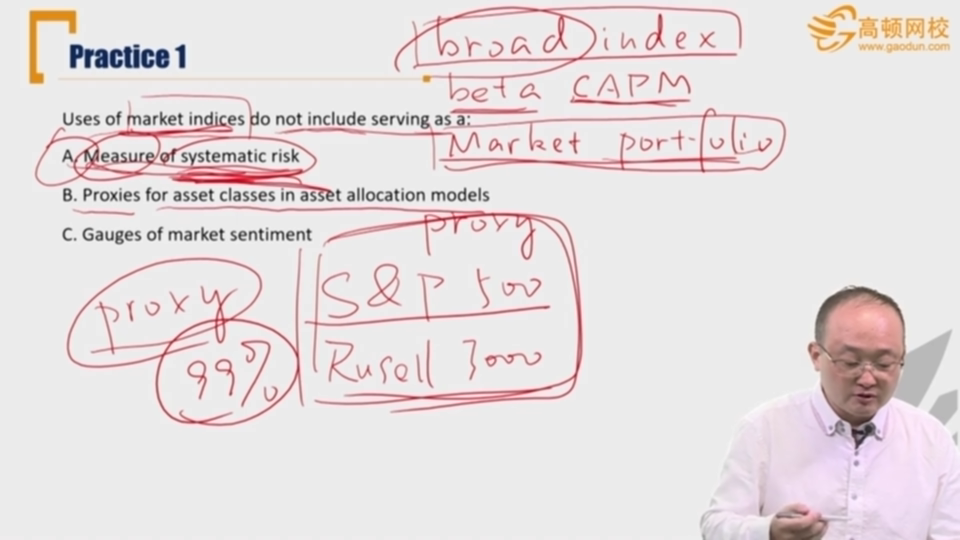 Practice 1
broad index
高顿网校
www.gaodun.com
beta CAPM
Uses of market indices do not include serving as a:
Market portfolio
A. Measure of systematic risk
B. Proxies for asset classes in asset allocation models
C. Gauges of market sentiment
proxy
proxy
S&P 500
99%
Rusell 3000